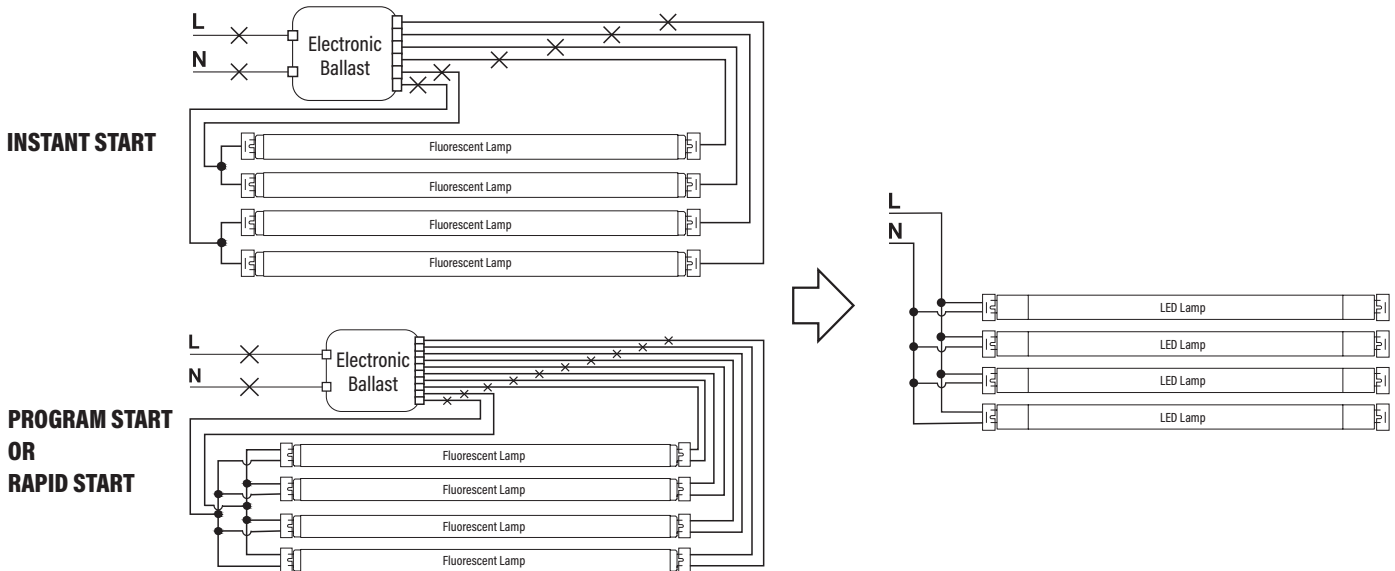 L
N
Electronic
Ballast
INSTANT START
Fluorescent Lamp
Fluorescent Lamp
Fluorescent Lamp
Fluorescent Lamp
L
N
Electronic
Ballast
PROGRAM START
OR
RAPID START
Fluorescent Lamp
Fluorescent Lamp
Fluorescent Lamp
Fluorescent Lamp
L
N
LED Lamp
LED Lamp
LED Lamp
LED Lamp